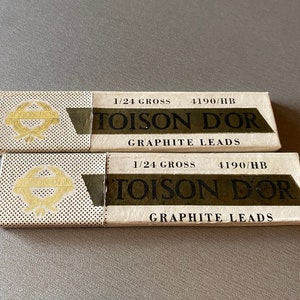 1/24 GROSS 4190/HB
TOISON D'OR
GRAPHITE LEADS
1/24 GROSS 4190/HB
TOISON D'OR
GRAPHITE LEADS